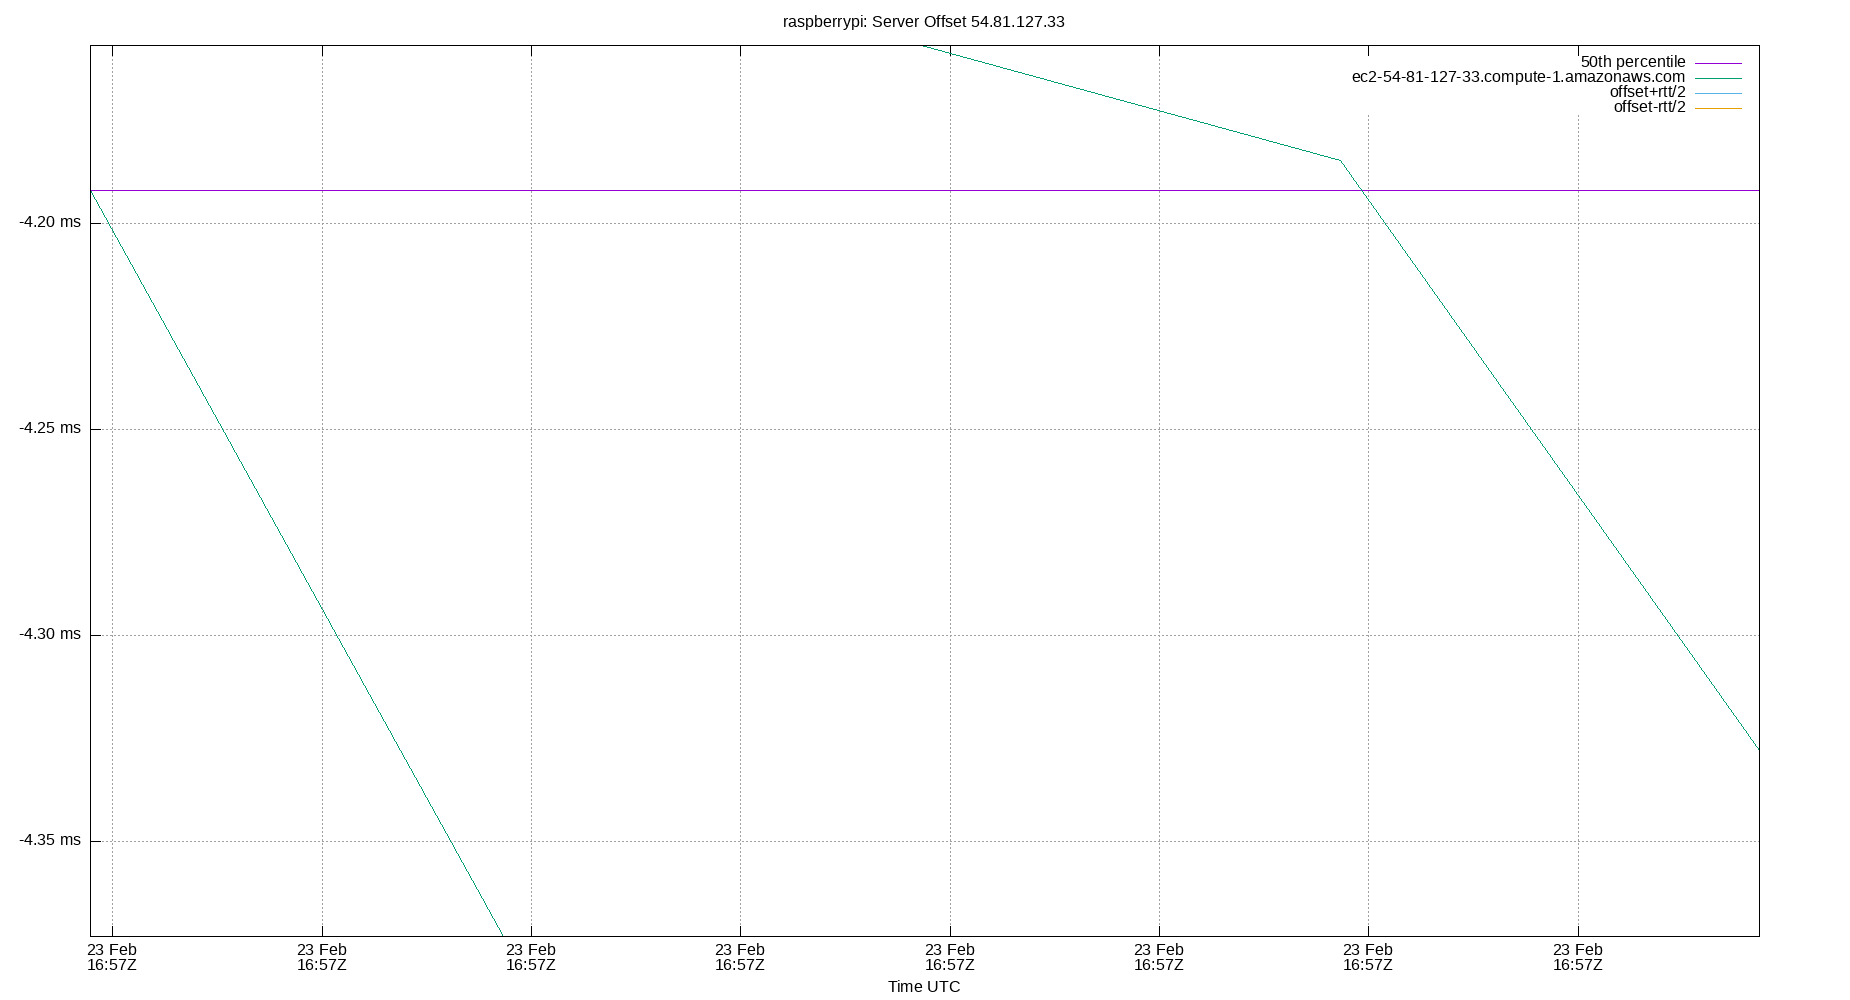 raspberrypi: Server Offset 54.81.127.33
50th percentile
ec2-54-81-127-33.compute-1.amazonaws.com
offset+rtt/2
offset-rtt/2
-4.20 ms
-4.25 ms
-4.30 ms
-4.35 ms
23 Feb 23 Feb 23 Feb 23 Feb 23 Feb 23 Feb 23 Feb 23 Feb
16:57Z 16:57Z 16:57Z 16:57Z 16:57Z 16:57Z 16:57Z 16:57Z
Time UTC